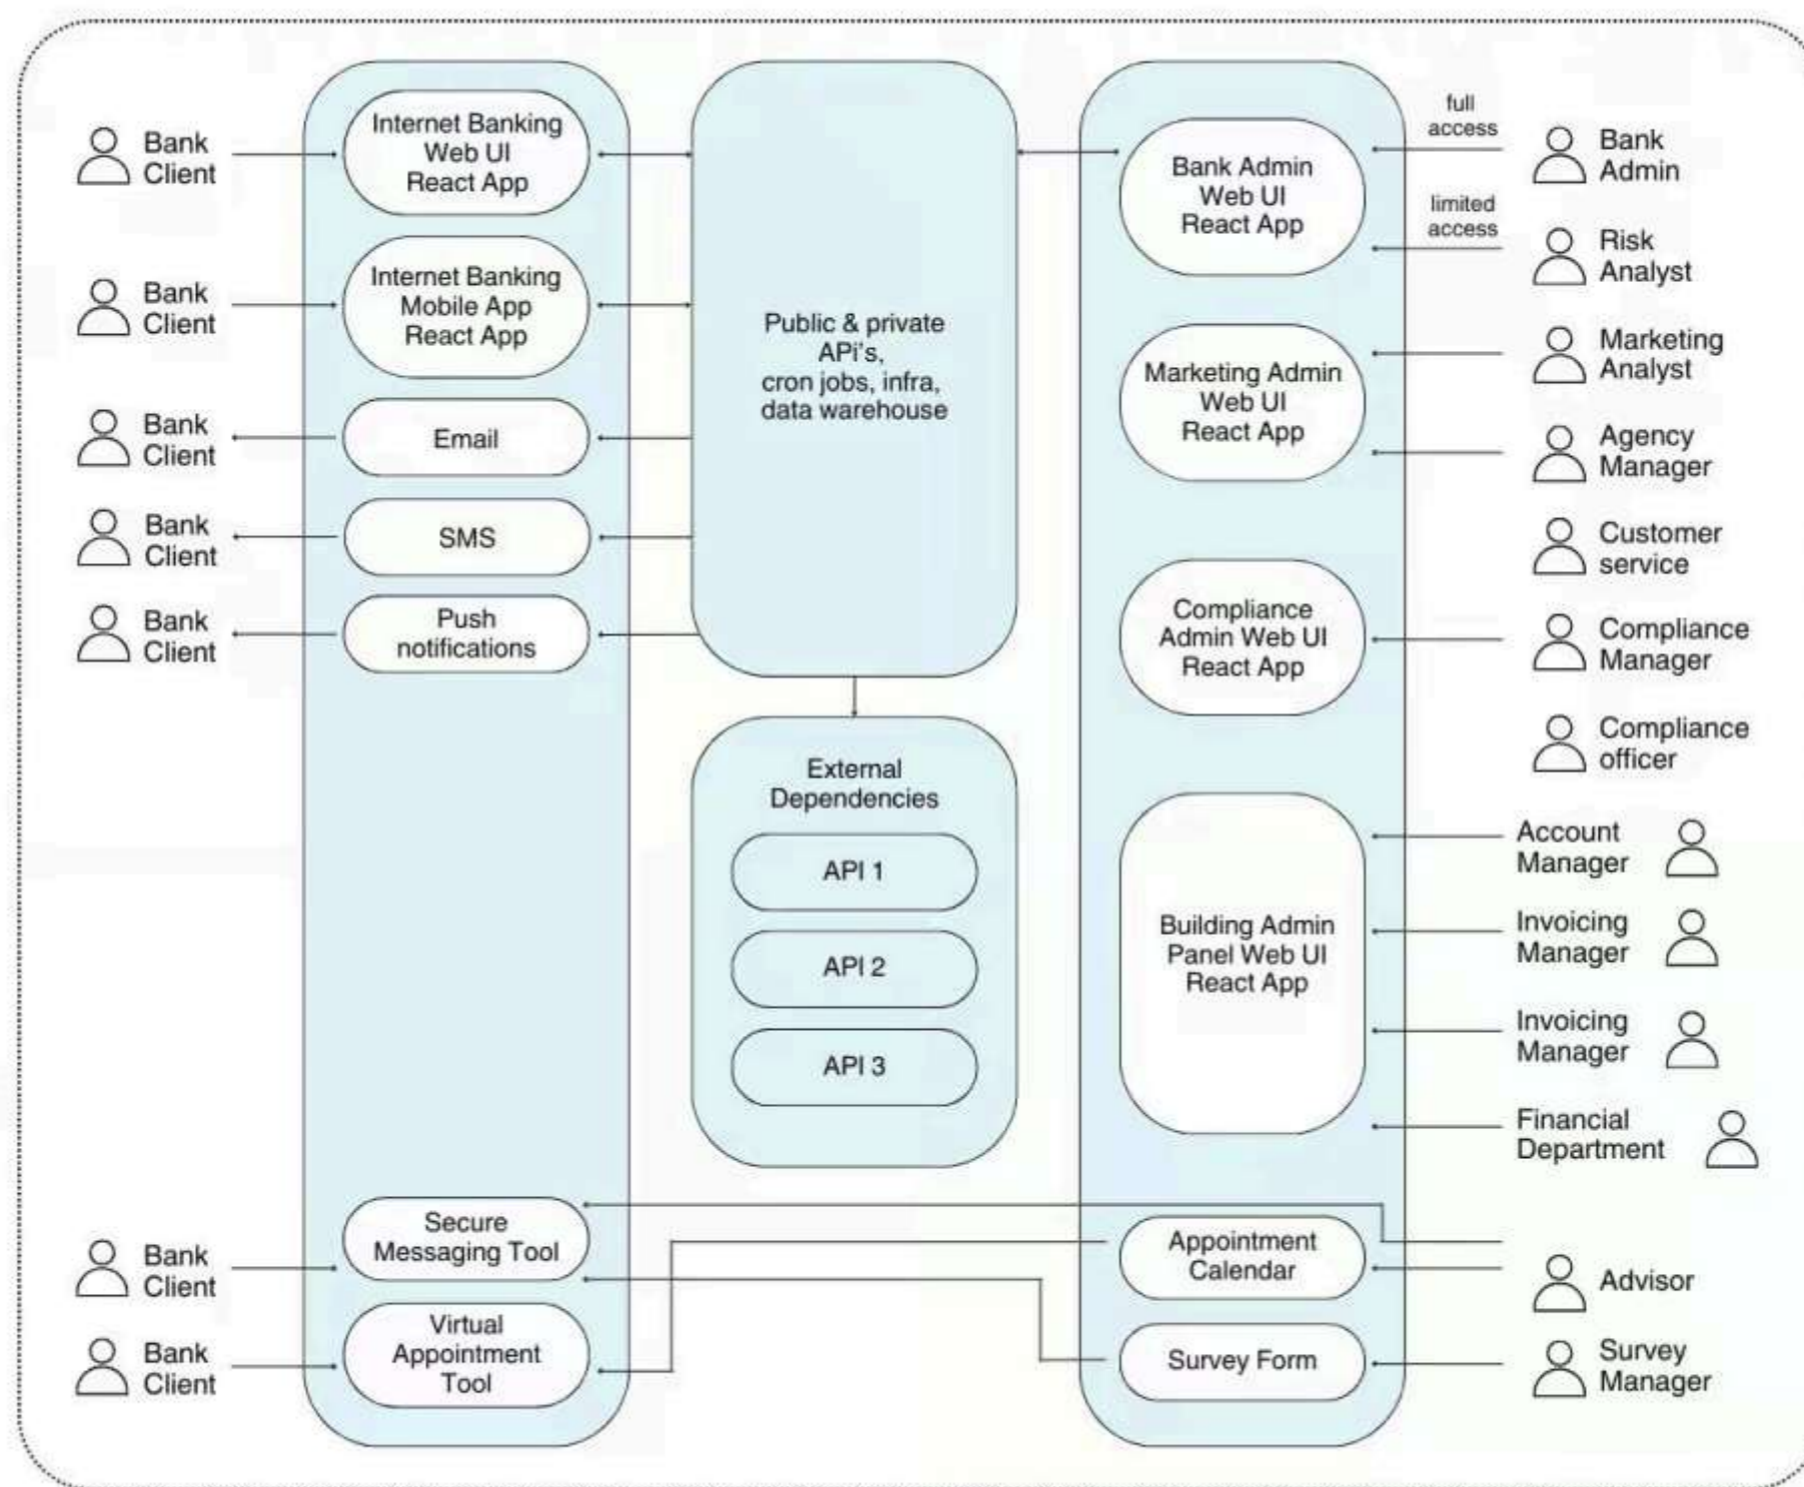 Bank
Client
Bank
Client
Bank
Client
Bank
Client
Bank
Client
Bank
Client
Bank
Client
Internet Banking
Web UI
React App
Internet Banking
Mobile App
React App
Email
SMS
Push
notifications
Secure
Messaging Tool
Virtual
Appointment
Tool
Public & private
APi's,
cron jobs, infra,
data warehouse
External
Dependencies
API 1
API 2
API 3
Bank Admin
Web UI
React App
Marketing Admin
Web UI
React App
Compliance
Admin Web UI
React App
Building Admin
Panel Web UI
React App
Appointment
Calendar
Survey Form
full
access
limited
access
Bank
Admin
Risk
Analyst
Marketing
Analyst
Agency
Manager
Customer
service
Compliance
Manager
Compliance
officer
Account
Manager
Invoicing
Manager
Invoicing
Manager
Financial
Department
Advisor
Survey
Manager